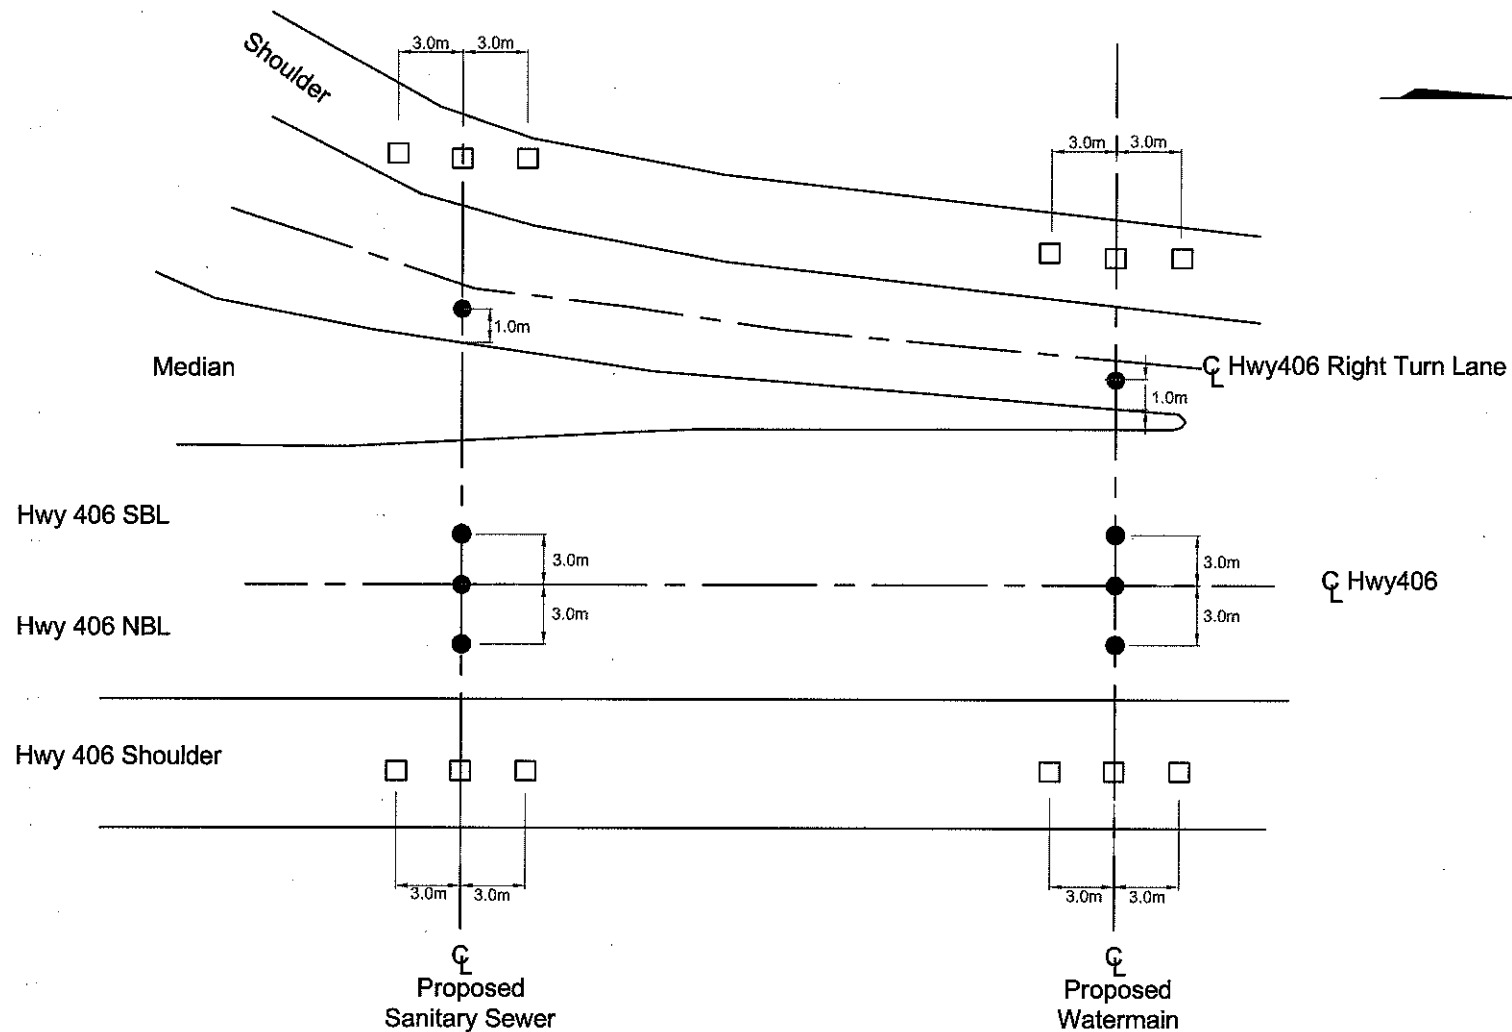 3.0m 3.0m
Shoulder
3.0m 3.0m
1.0m
Median
℄ Hwy406 Right Turn Lane
1.0m
Hwy 406 SBL
3.0m
3.0m
℄ Hwy406
Hwy 406 NBL
3.0m
3.0m
Hwy 406 Shoulder
3.0m 3.0m
3.0m 3.0m
℄
Proposed
Sanitary Sewer
℄
Proposed
Watermain